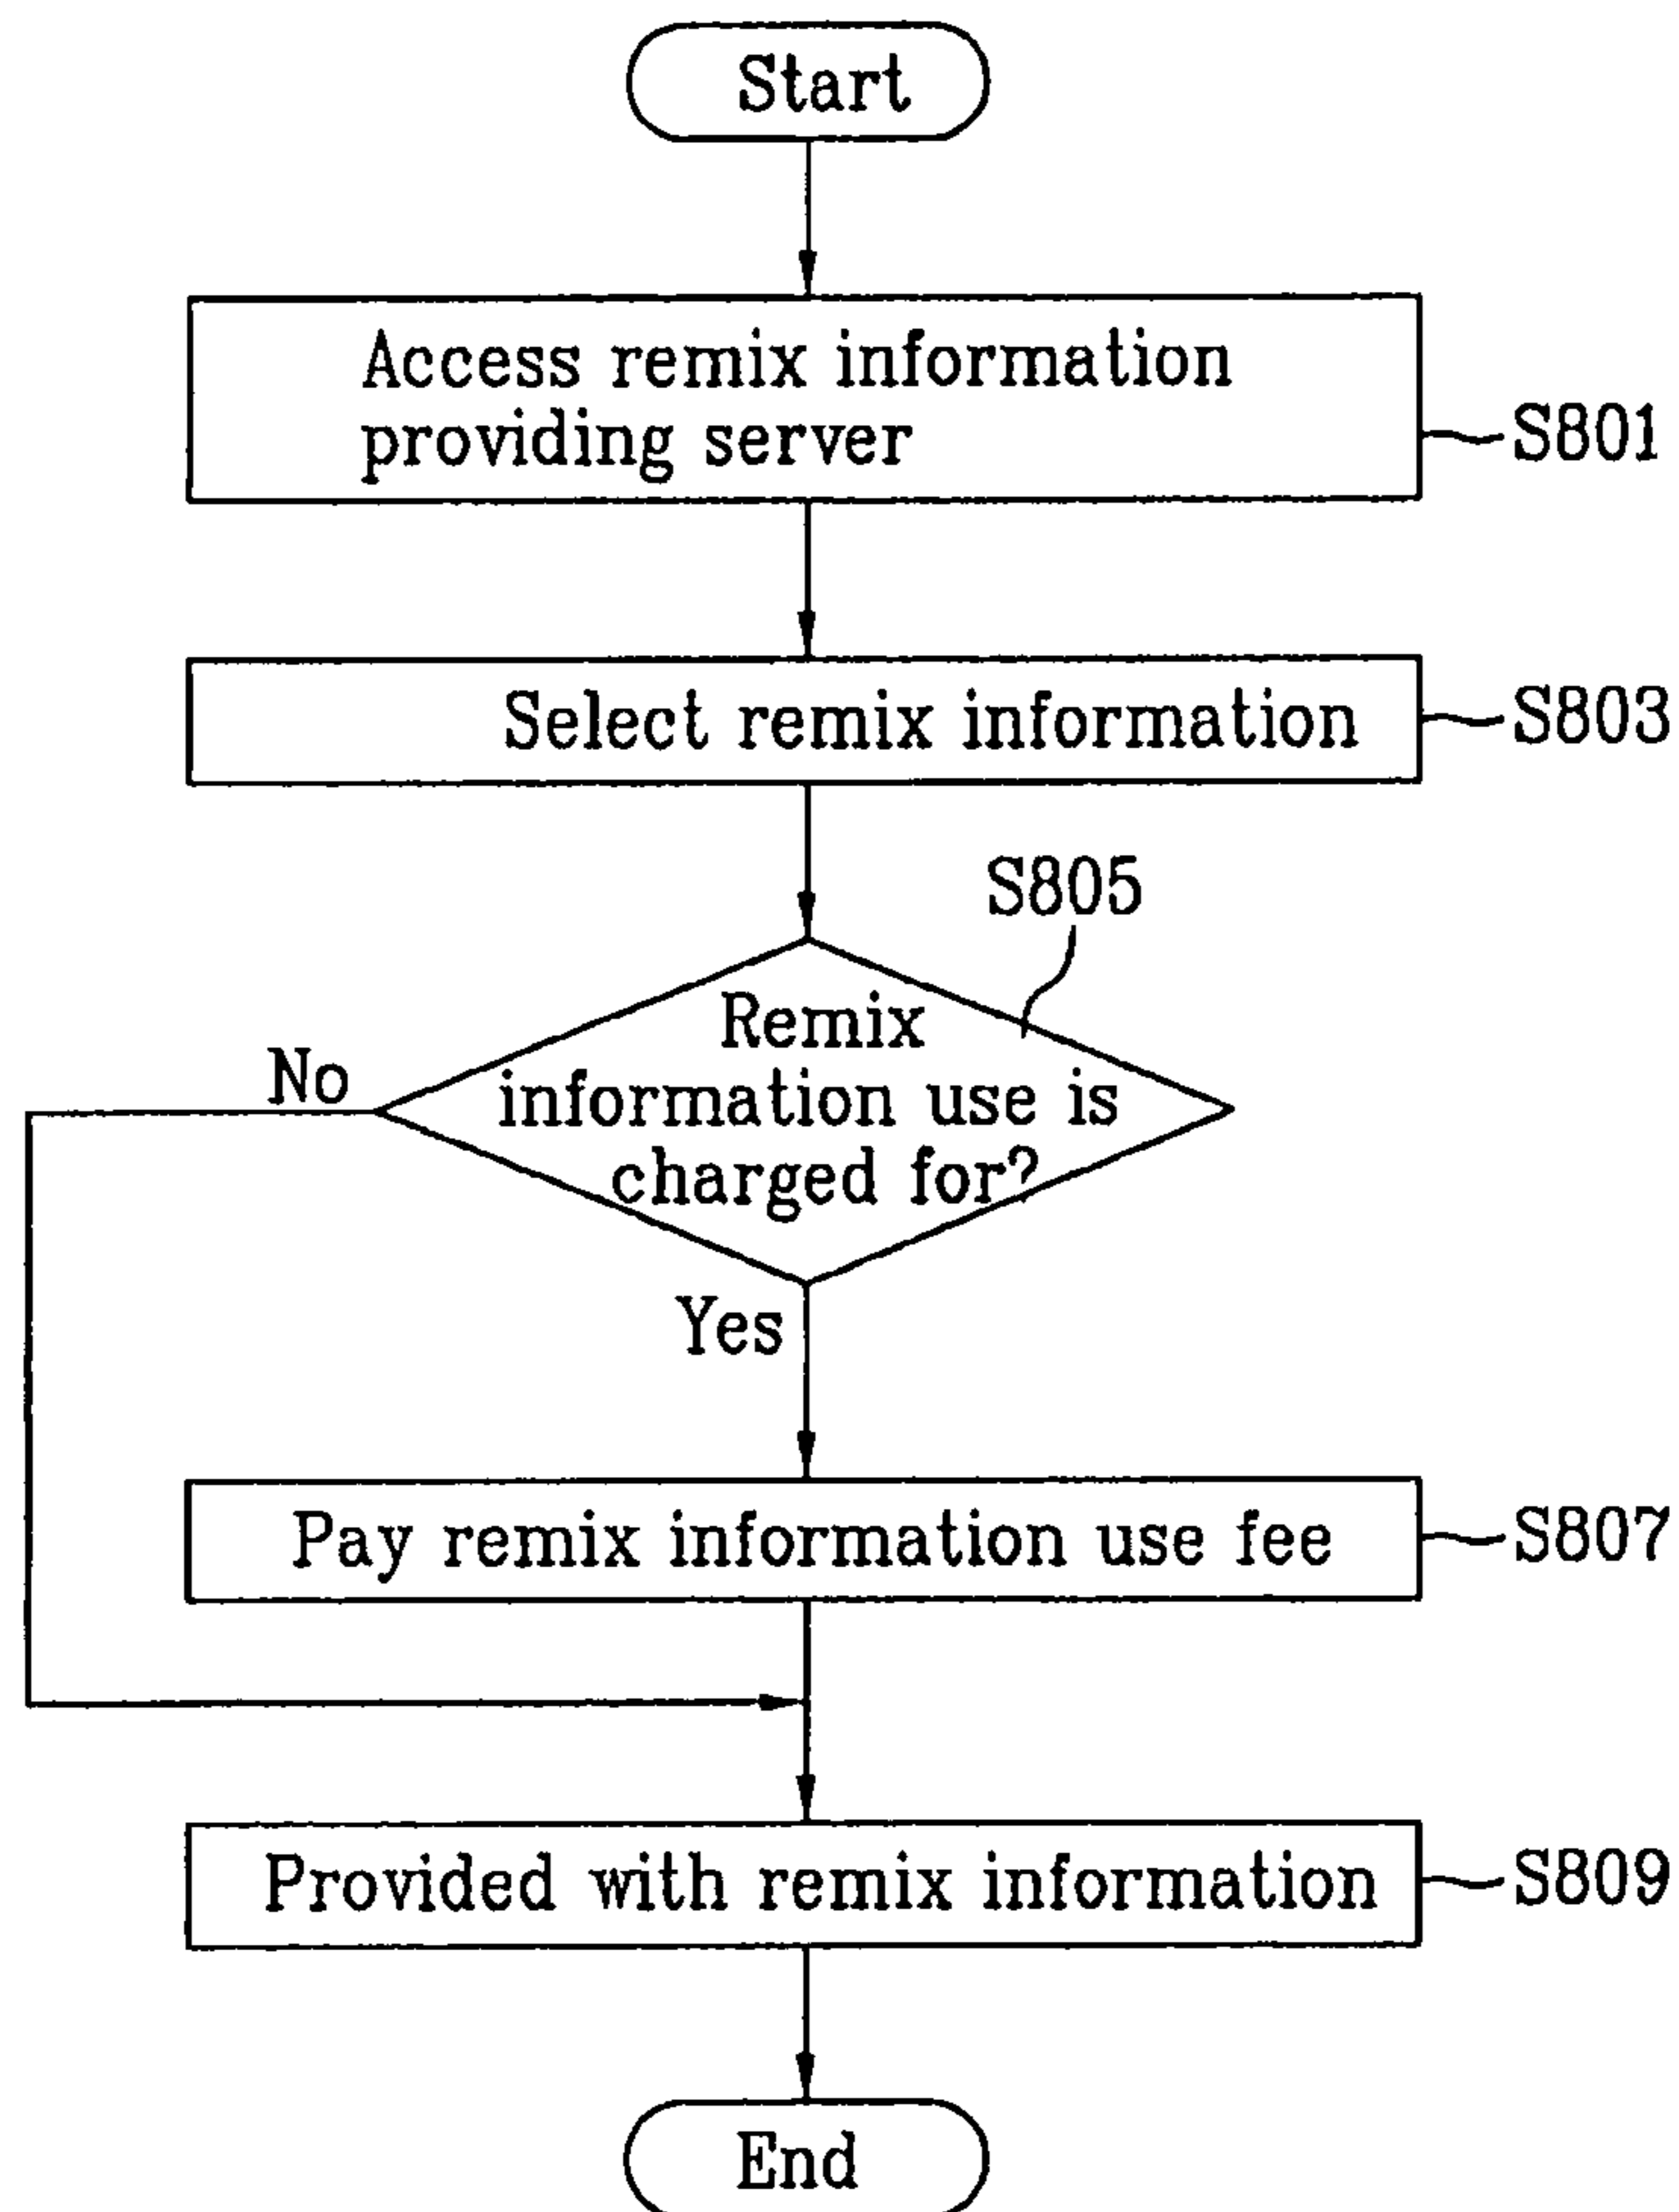 Start
Access remix information
providing server
S801
Select remix information
S803
S805
Remix
information use is
charged for?
No
Yes
Pay remix information use fee
S807
Provided with remix information
S809
End